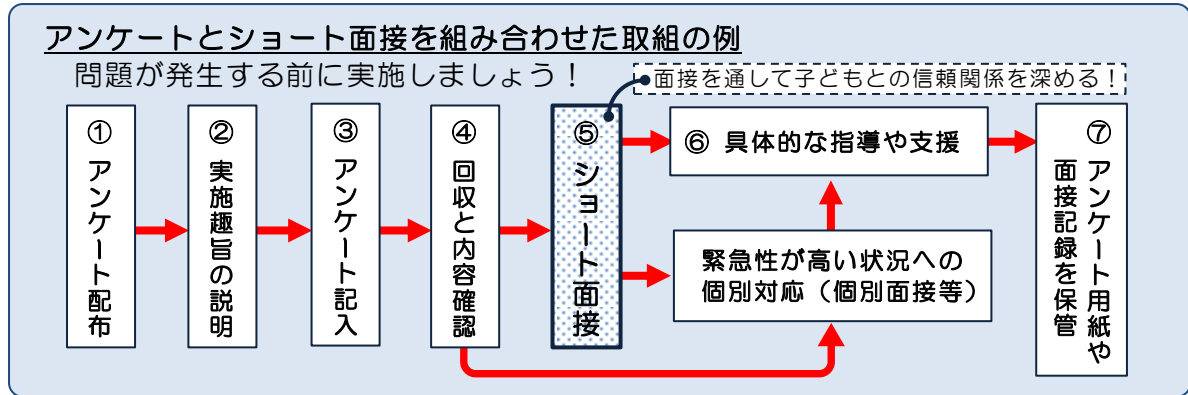 アンケートとショート面接を組み合わせた取組の例
問題が発生する前に実施しましょう！
面接を通して子どもとの信頼関係を深める！
① アンケート配布
② 実施趣旨の説明
③ アンケート記入
④ 回収と内容確認
⑤ ショート面接
⑥ 具体的な指導や支援
緊急性が高い状況への
個別対応（個別面接等）
⑦ アンケート用紙や
面接記録を保管